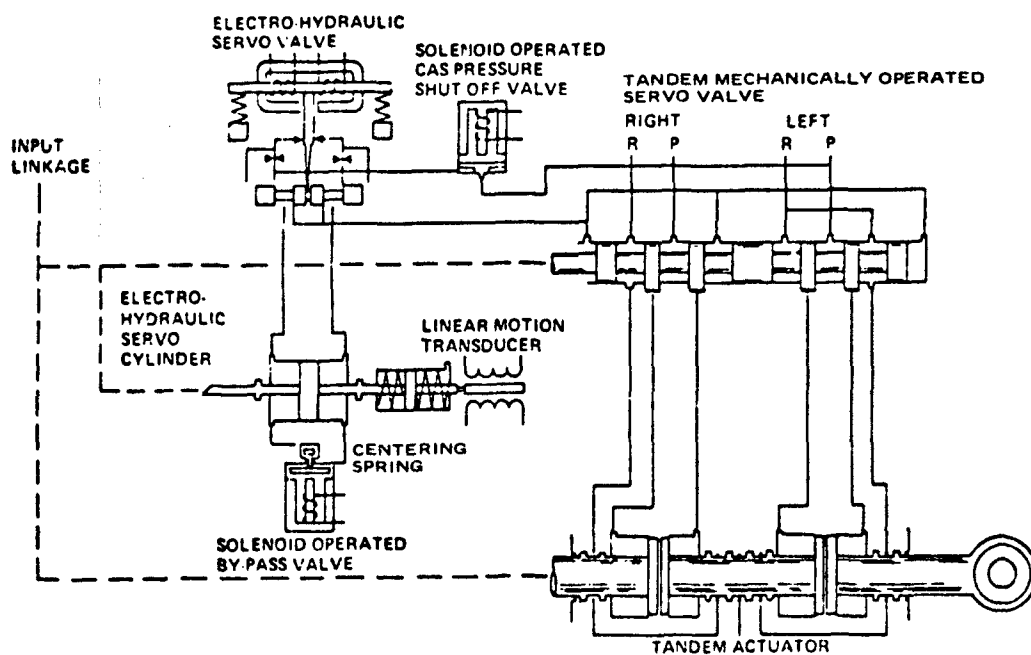 ELECTRO-HYDRAULIC
SERVO VALVE
SOLENOID OPERATED
CAS PRESSURE
SHUT OFF VALVE
TANDEM MECHANICALLY OPERATED
SERVO VALVE
RIGHT
LEFT
R
P
R
P
INPUT
LINKAGE
ELECTRO-
HYDRAULIC
SERVO
CYLINDER
LINEAR MOTION
TRANSDUCER
CENTERING
SPRING
SOLENOID OPERATED
BY-PASS VALVE
TANDEM ACTUATOR